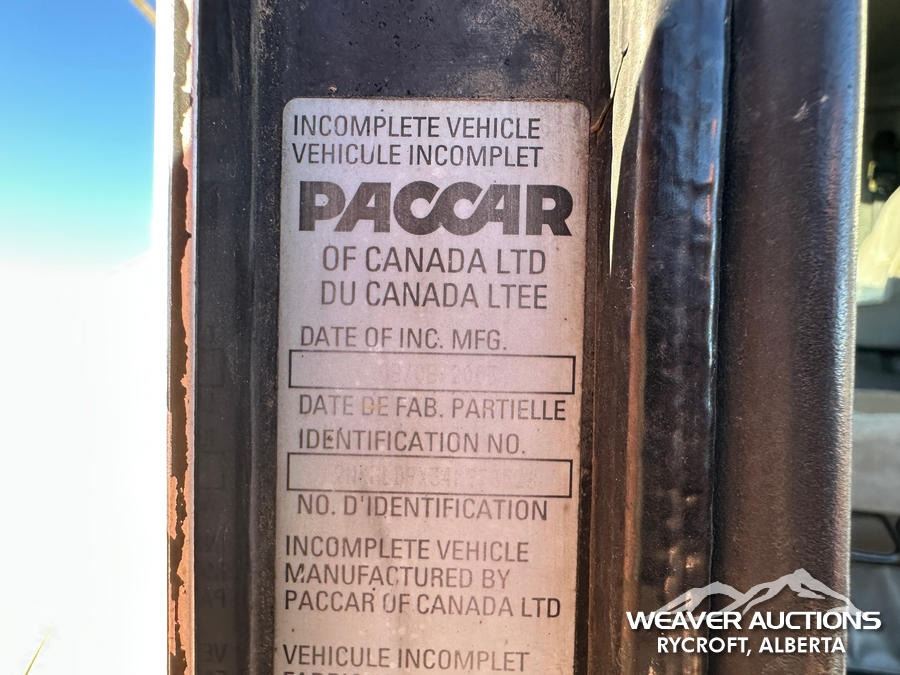 INCOMPLETE VEHICLE
VEHICULE INCOMPLET
PACCAR
OF CANADA LTD
DU CANADA LTEE
DATE OF INC. MFG.
DATE DE FAB. PARTIELLE
IDENTIFICATION NO.
NO. D'IDENTIFICATION
INCOMPLETE VEHICLE
MANUFACTURED BY
PACCAR OF CANADA LTD
VEHICULE INCOMPLET
WEAVER AUCTIONS
RYCROFT, ALBERTA